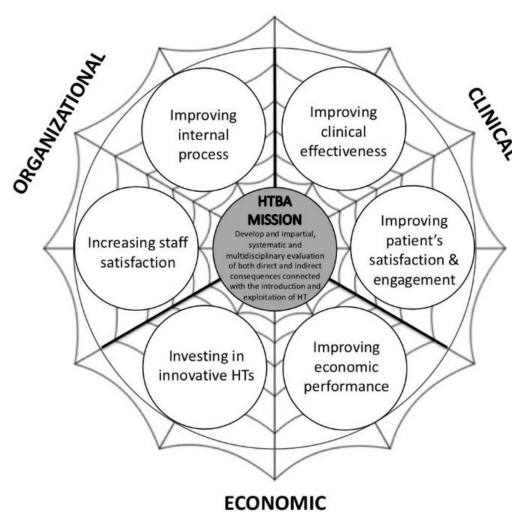 ORGANIZATIONAL
CLINICAL
Improving
internal
process
Improving
clinical
effectiveness
Increasing staff
satisfaction
HTBA
MISSION
Develop and impartial,
systematic and
multidisciplinary evaluation
of both direct and indirect
consequences connected
with the introduction and
exploitation of HT
Improving
patient's
satisfaction &
engagement
Investing in
innovative HTs
Improving
economic
performance
ECONOMIC